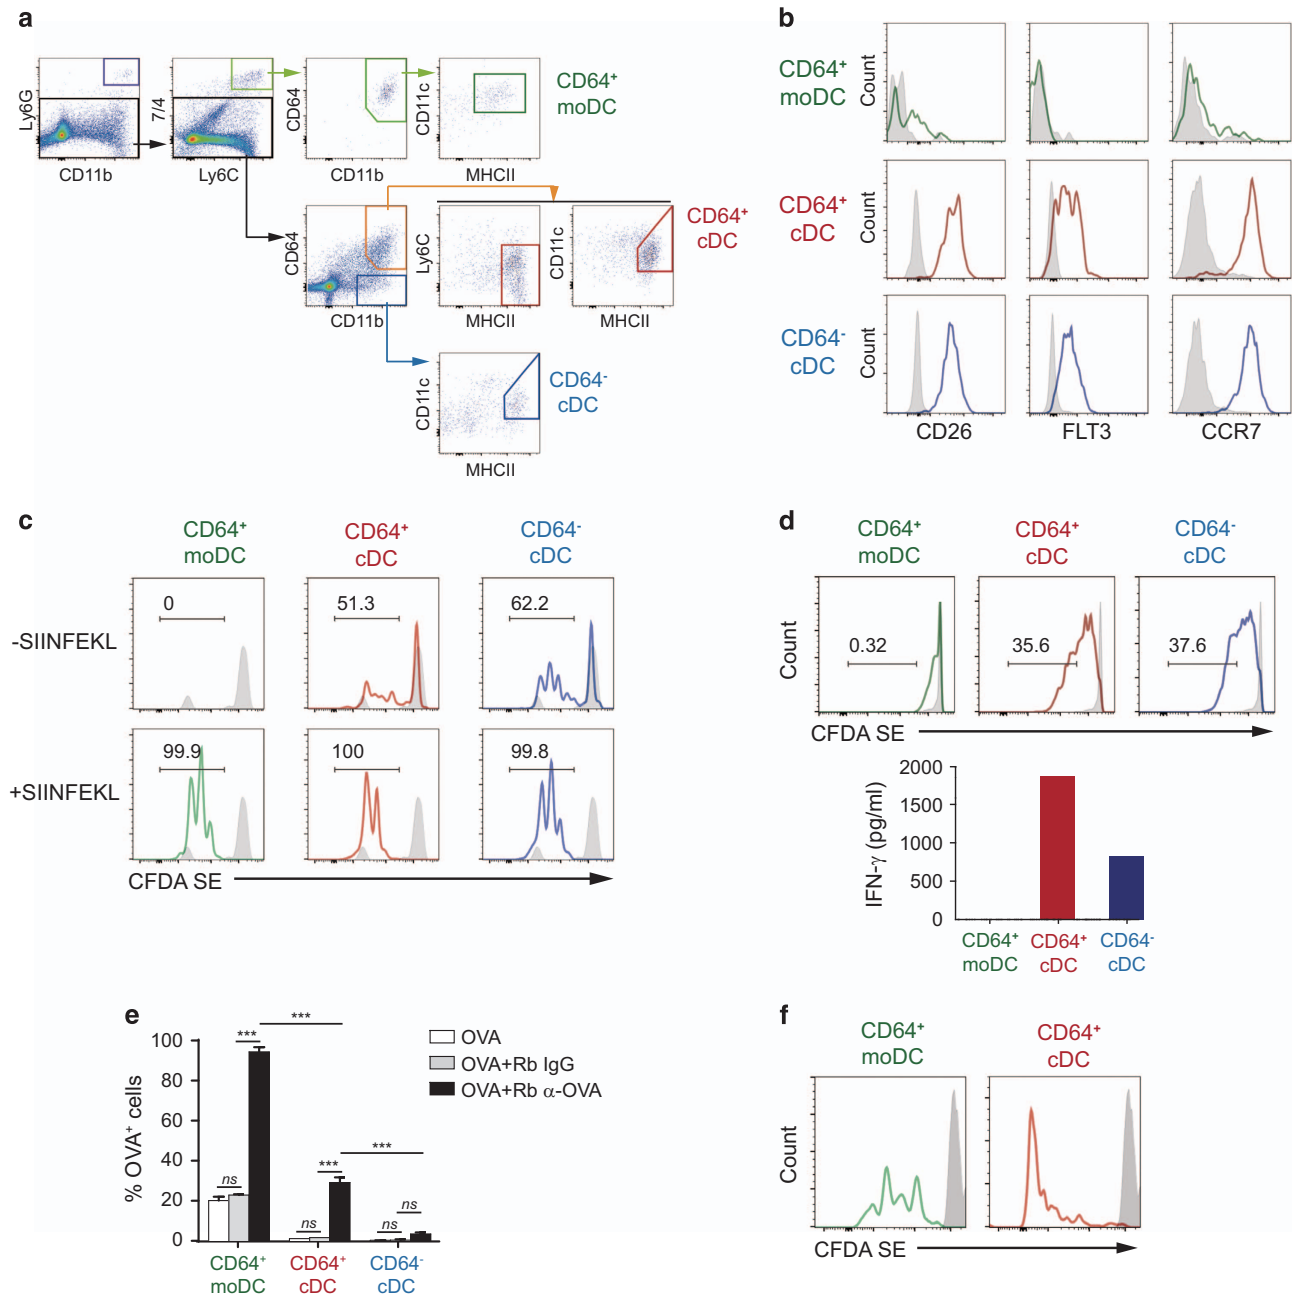 a
Ly6G
CD11b
7/4
Ly6C
CD64
CD11b
CD11c
MHCII
CD64+
moDC
CD64
CD11b
Ly6C
MHCII
CD11c
MHCII
CD64+
cDC
CD11c
MHCII
CD64-
cDC
b
CD64+
moDC
Count
CD64+
cDC
Count
CD64-
cDC
Count
CD26
FLT3
CCR7
c
CD64+
moDC
CD64+
cDC
CD64-
cDC
-SIINFEKL
0
51.3
62.2
+SIINFEKL
99.9
100
99.8
CFDA SE
d
CD64+
moDC
CD64+
cDC
CD64-
cDC
Count
0.32
35.6
37.6
CFDA SE
IFN-γ (pg/ml)
2000
1500
1000
500
0
CD64+
moDC
CD64+
cDC
CD64-
cDC
e
% OVA+ cells
100
80
60
40
20
0
ns
***
***
ns
***
***
ns
ns
OVA
OVA+Rb IgG
OVA+Rb α-OVA
CD64+
moDC
CD64+
cDC
CD64-
cDC
f
CD64+
moDC
CD64+
cDC
Count
CFDA SE